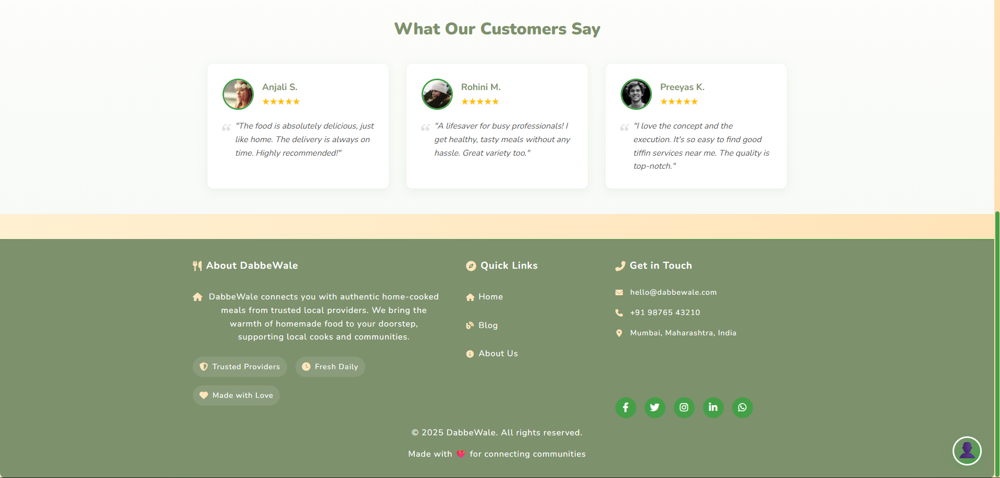 What Our Customers Say
Anjali S.
★★★★★
"The food is absolutely delicious, just
like home. The delivery is always on
time. Highly recommended!"
Rohini M.
★★★★★
"A lifesaver for busy professionals! I
get healthy, tasty meals without any
hassle. Great variety too."
Preeyas K.
★★★★★
"I love the concept and the
execution. It's so easy to find good
tiffin services near me. The quality is
top-notch."
About DabbeWale
DabbeWale connects you with authentic home-cooked
meals from trusted local providers. We bring the
warmth of homemade food to your doorstep,
supporting local cooks and communities.
Trusted Providers
Fresh Daily
Made with Love
Quick Links
Home
Blog
About Us
Get in Touch
hello@dabbewale.com
+91 98765 43210
Mumbai, Maharashtra, India
© 2025 DabbeWale. All rights reserved.
Made with ❤️ for connecting communities